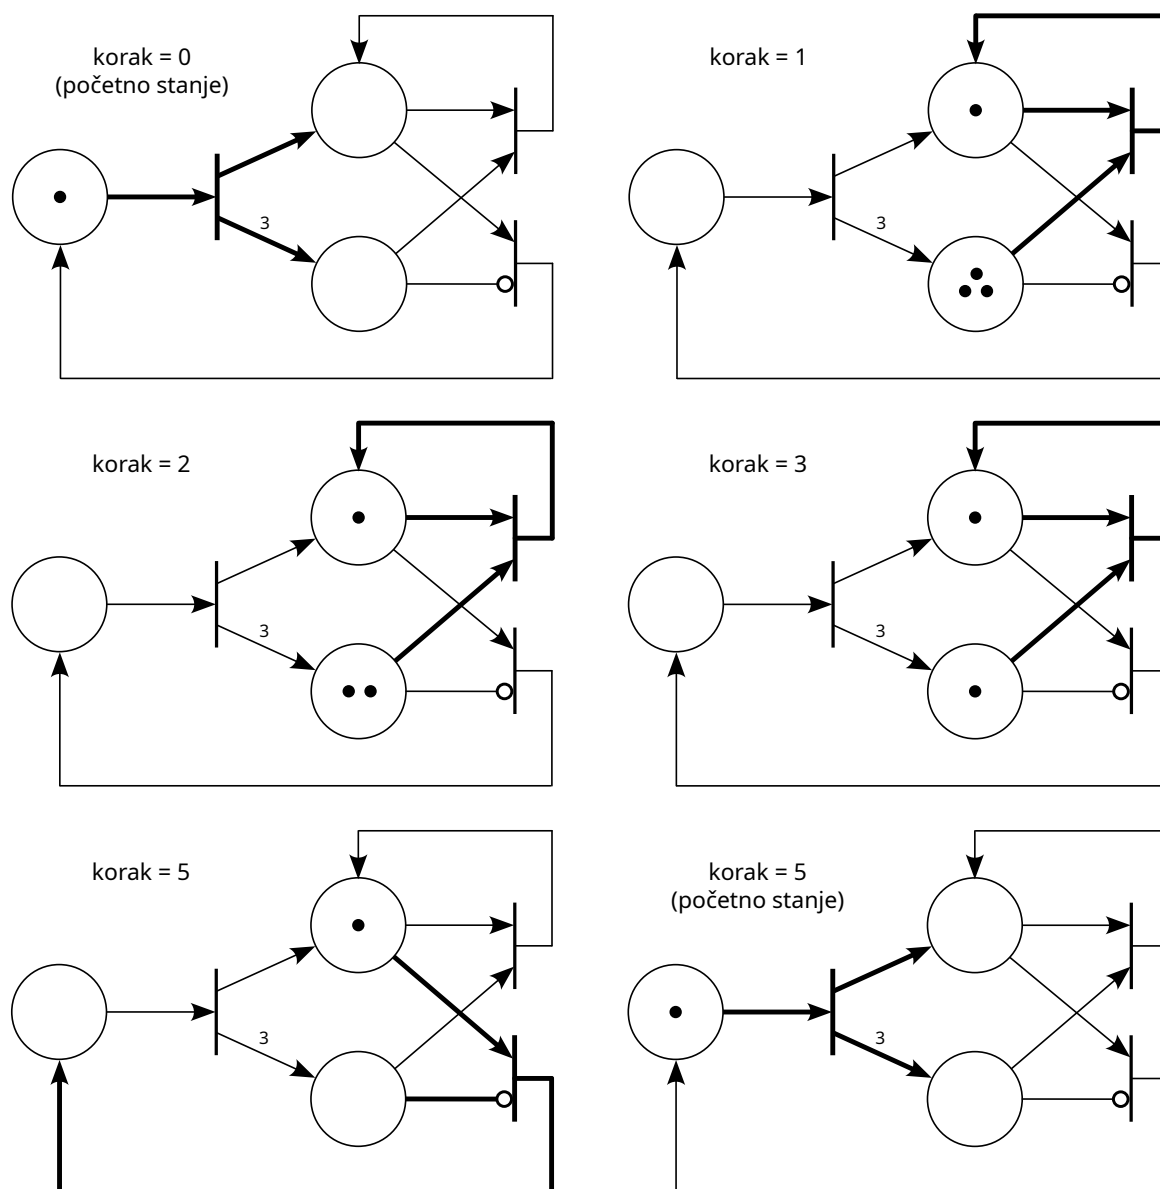 korak = 0
(početno stanje)
3
korak = 1
3
korak = 2
3
korak = 3
3
korak = 5
3
korak = 5
(početno stanje)
3